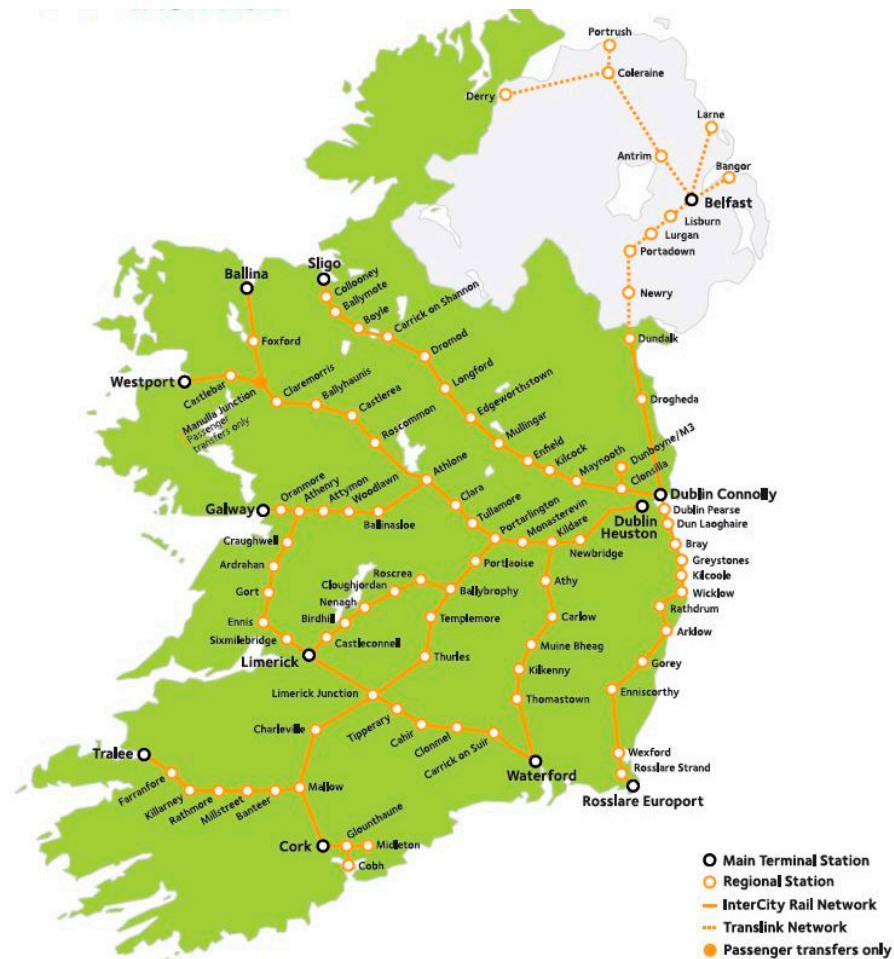 Portrush
Coleraine
Derry
Larne
Antrim
Bangor
Belfast
Lisburn
Lurgan
Portadown
Newry
Dundalk
Sligo
Ballina
Collooney
Ballymote
Boyle
Carrick on Shannon
Foxford
Dromod
Longford
Westport
Castlebar
Manulla Junction
Passenger
transfers only
Claremorris
Ballyhaunis
Castlerea
Roscommon
Edgeworthstown
Mullingar
Enfield
Kilcock
Maynooth
Dunboyne/M3
Clonsilla
Drogheda
Dublin Connolly
Dublin Pearse
Dun Laoghaire
Dublin
Heuston
Galway
Oranmore
Athenry
Attymon
Woodlawn
Ballinasloe
Athlone
Clara
Tullamore
Portarlington
Monasterevin
Kildare
Newbridge
Bray
Greystones
Kilcoole
Wicklow
Rathdrum
Arklow
Gorey
Enniscorthy
Wexford
Rosslare Strand
Rosslare Europort
Craughwell
Ardrahan
Gort
Ennis
Sixmilebridge
Limerick
Roscrea
Cloughjordan
Nenagh
Birdhill
Castleconnell
Portlaoise
Ballybrophy
Templemore
Thurles
Athy
Carlow
Muine Bheag
Kilkenny
Thomastown
Limerick Junction
Tipperary
Cahir
Clonmel
Carrick on Suir
Waterford
Charleville
Tralee
Farranfore
Killarney
Rathmore
Millstreet
Banteer
Mallow
Cork
Glounthaune
Midleton
Cobh
Main Terminal Station
Regional Station
InterCity Rail Network
Translink Network
Passenger transfers only